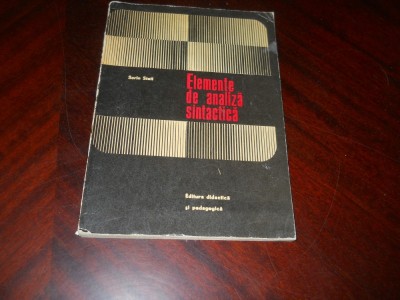 Sorin Stati
Elemente
de analiză
sintactică
Editura didactică
și pedagogică